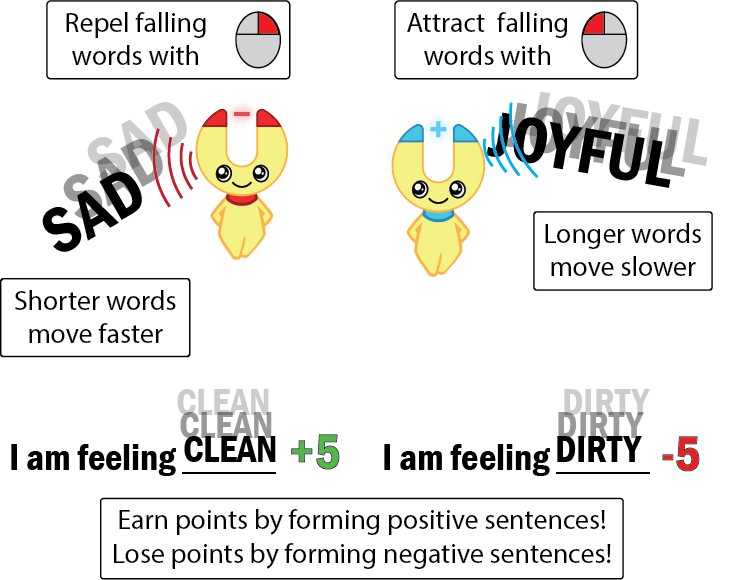 Repel falling
words with
Attract falling
words with
SAD
SAD
SAD
−
+
JOYFUL
JOYFUL
JOYFUL
Longer words
move slower
Shorter words
move faster
CLEAN
CLEAN
I am feeling CLEAN +5
DIRTY
DIRTY
I am feeling DIRTY -5
Earn points by forming positive sentences!
Lose points by forming negative sentences!